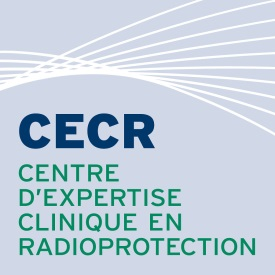 CECR
CENTRE
D'EXPERTISE
CLINIQUE EN
RADIOPROTECTION